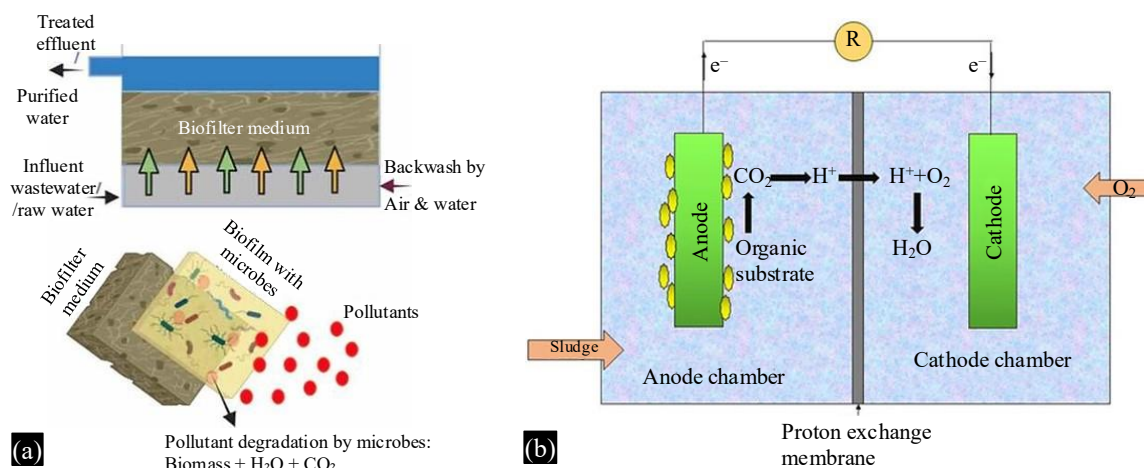 Treated
effluent
Purified
water
Biofilter medium
Influent
wastewater/
/raw water
Backwash by
Air & water
Biofilter
medium
Biofilm with
microbes
Pollutants
Pollutant degradation by microbes:
Biomass + H₂O + CO₂
(a)
R
e⁻
e⁻
Anode
CO₂
H⁺
H⁺+O₂
Organic
substrate
H₂O
Cathode
O₂
Sludge
Anode chamber
Cathode chamber
Proton exchange
membrane
(b)